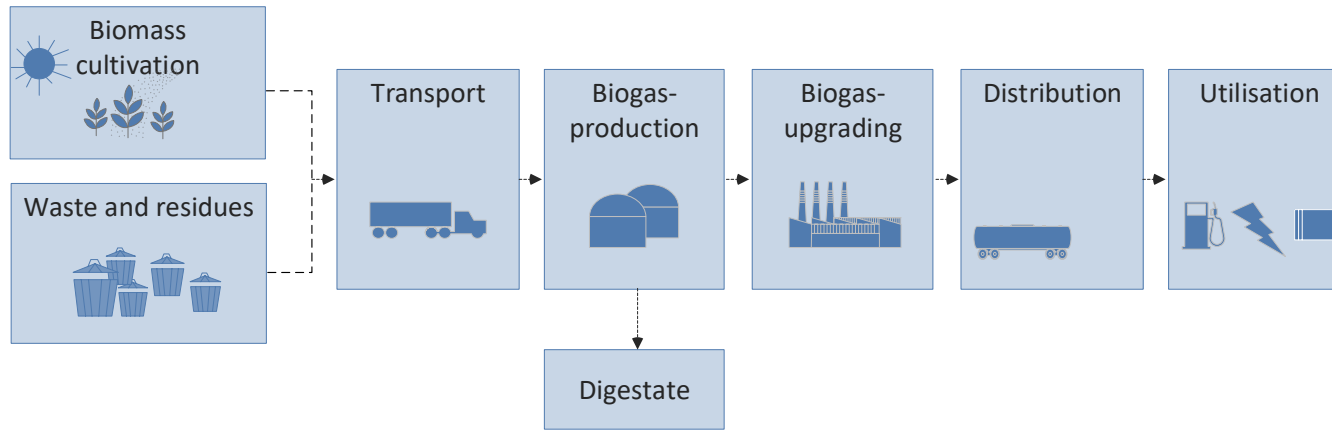 Biomass
cultivation
Waste and residues
Transport
Biogas-
production
Biogas-
upgrading
Distribution
Utilisation
Digestate